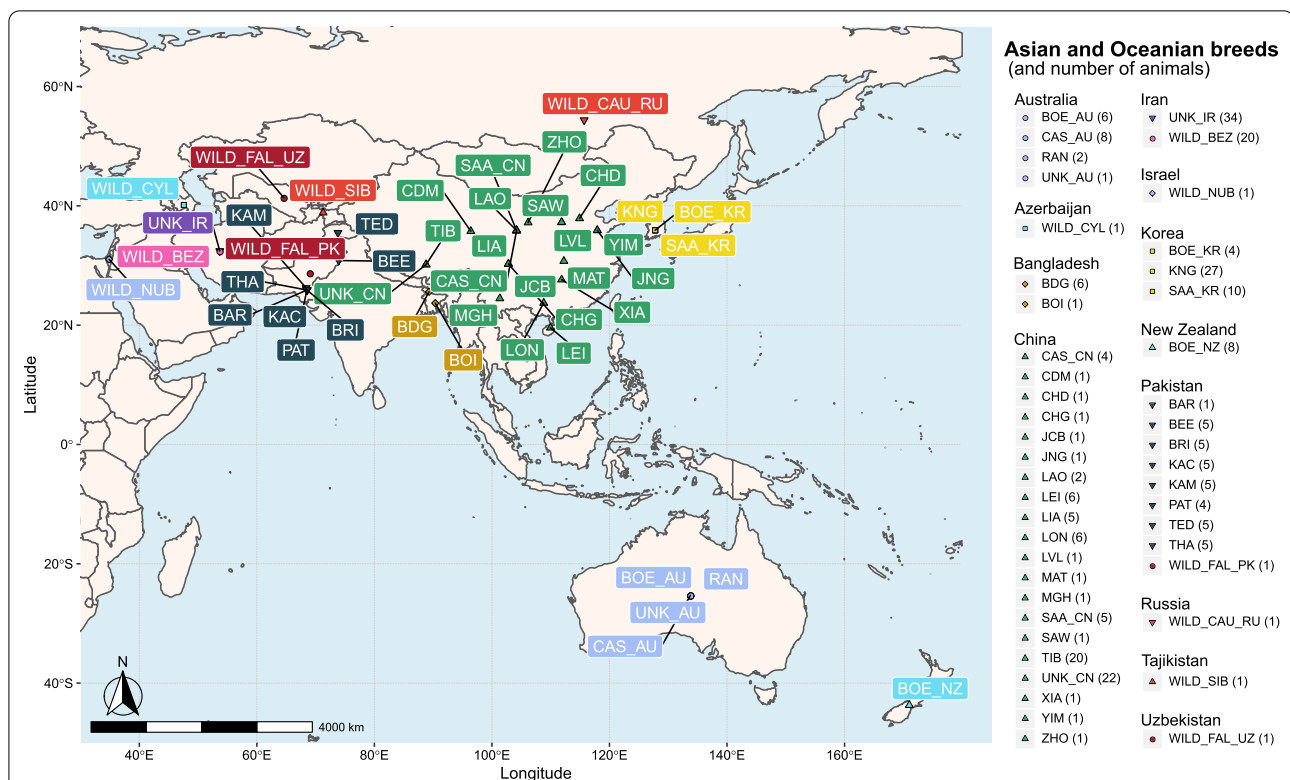 60°N
40°N
20°N
0°
20°S
40°S
Latitude
WILD_CAU_RU
ZHO
WILD_FAL_UZ
SAA_CN
CHD
WILD_CYL
WILD_SIB
CDM
LAO
SAW
KNG
BOE_KR
UNK_IR
KAM
TED
TIB
LIA
LVL
YIM
SAA_KR
WILD_BEZ
WILD_FAL_PK
BEE
WILD_NUB
THA
UNK_CN
CAS_CN
JCB
MAT
JNG
BAR
KAC
BRI
BDG
MGH
CHG
XIA
PAT
BOI
LON
LEI
BOE_AU
RAN
UNK_AU
CAS_AU
BOE_NZ
N
4000 km
40°E
60°E
80°E
100°E
120°E
140°E
160°E
Longitude
Asian and Oceanian breeds
(and number of animals)
Australia
BOE_AU (6)
CAS_AU (8)
RAN (2)
UNK_AU (1)
Azerbaijan
WILD_CYL (1)
Bangladesh
BDG (6)
BOI (1)
China
CAS_CN (4)
CDM (1)
CHD (1)
CHG (1)
JCB (1)
JNG (1)
LAO (2)
LEI (6)
LIA (5)
LON (6)
LVL (1)
MAT (1)
MGH (1)
SAA_CN (5)
SAW (1)
TIB (20)
UNK_CN (22)
XIA (1)
YIM (1)
ZHO (1)
Iran
UNK_IR (34)
WILD_BEZ (20)
Israel
WILD_NUB (1)
Korea
BOE_KR (4)
KNG (27)
SAA_KR (10)
New Zealand
BOE_NZ (8)
Pakistan
BAR (1)
BEE (5)
BRI (5)
KAC (5)
KAM (5)
PAT (4)
TED (5)
THA (5)
WILD_FAL_PK (1)
Russia
WILD_CAU_RU (1)
Tajikistan
WILD_SIB (1)
Uzbekistan
WILD_FAL_UZ (1)